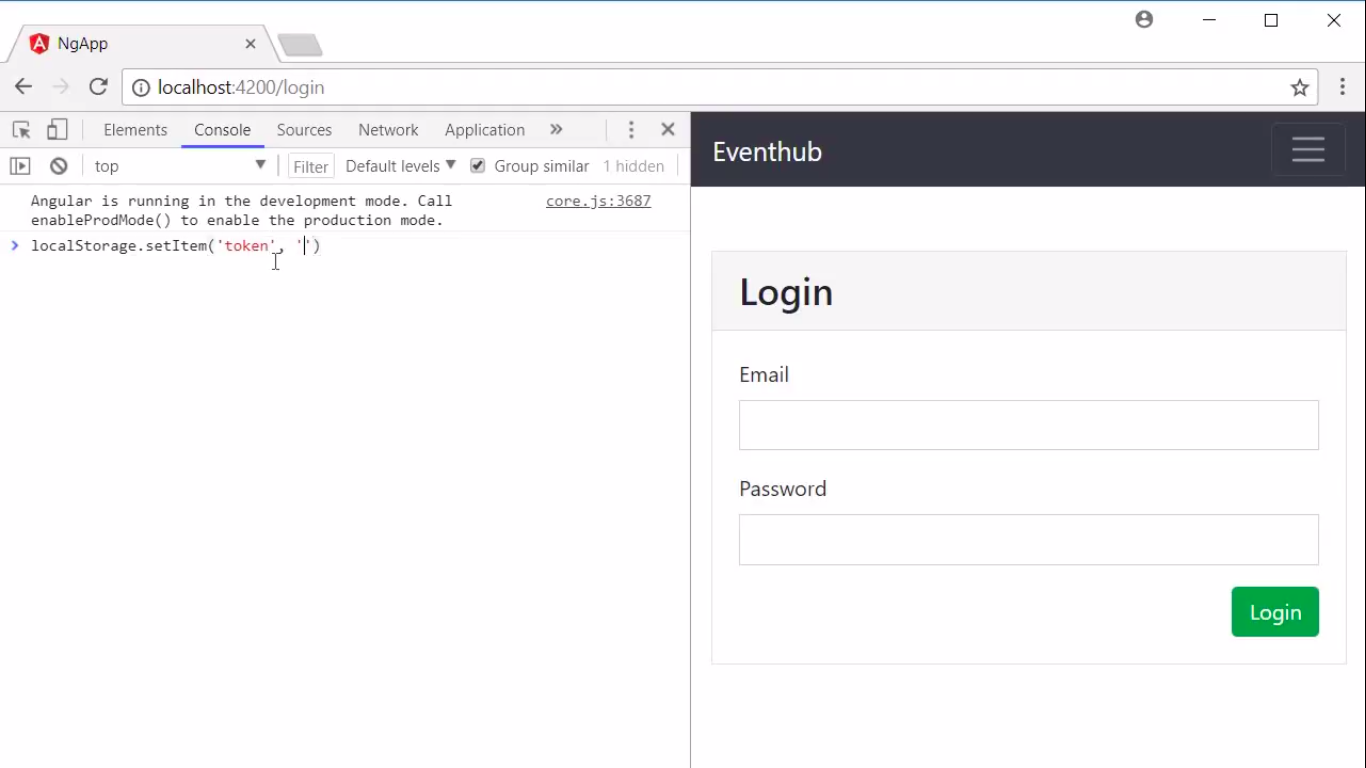 NgApp
localhost:4200/login
Elements Console Sources Network Application »
top Filter Default levels Group similar 1 hidden
Angular is running in the development mode. Call core.js:3687
enableProdMode() to enable the production mode.
localStorage.setItem('token', '')
Eventhub
Login
Email
Password
Login